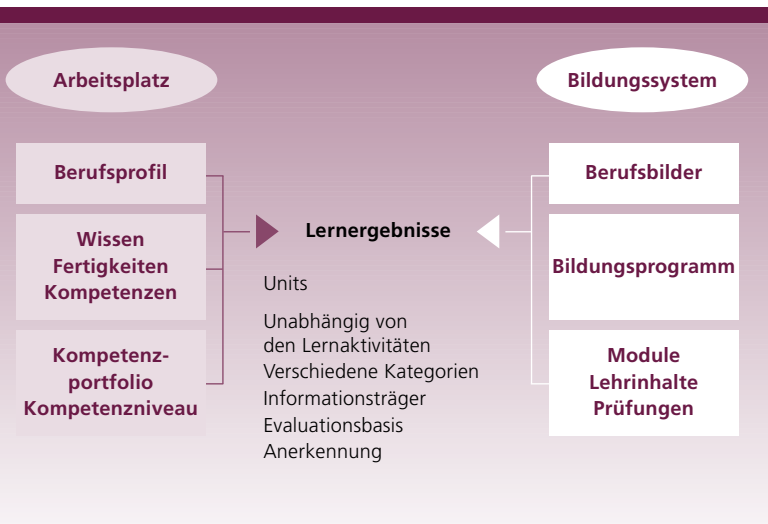 Arbeitsplatz
Bildungssystem
Berufsprofil
Wissen
Fertigkeiten
Kompetenzen
Kompetenz-
portfolio
Kompetenzniveau
Lernergebnisse
Units
Unabhängig von
den Lernaktivitäten
Verschiedene Kategorien
Informationsträger
Evaluationsbasis
Anerkennung
Berufsbilder
Bildungsprogramm
Module
Lehrinhalte
Prüfungen